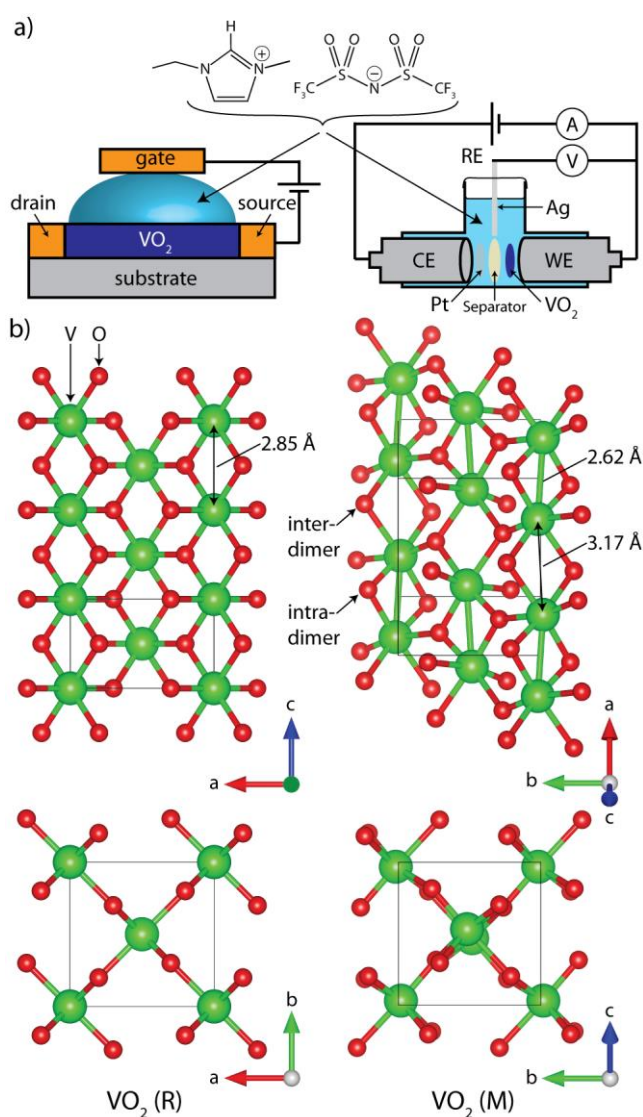 a)
H
N
⊕
N
O O O O
S S
⊖
F₃C N CF₃
gate
drain
source
VO₂
substrate
A
RE
V
Ag
CE
WE
Pt
Separator
VO₂
b)
V O
2.85 Å
2.62 Å
inter-
dimer
3.17 Å
intra-
dimer
c
a
a
b
c
b
a
c
b
VO₂ (R)
VO₂ (M)